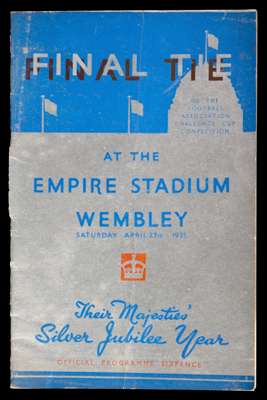 FINAL TIE
OF THE
FOOTBALL
ASSOCIATION
CHALLENGE CUP
COMPETITION
AT THE
EMPIRE STADIUM
WEMBLEY
SATURDAY APRIL 27TH 1935
Their Majesties'
Silver Jubilee Year
OFFICIAL PROGRAMME SIXPENCE